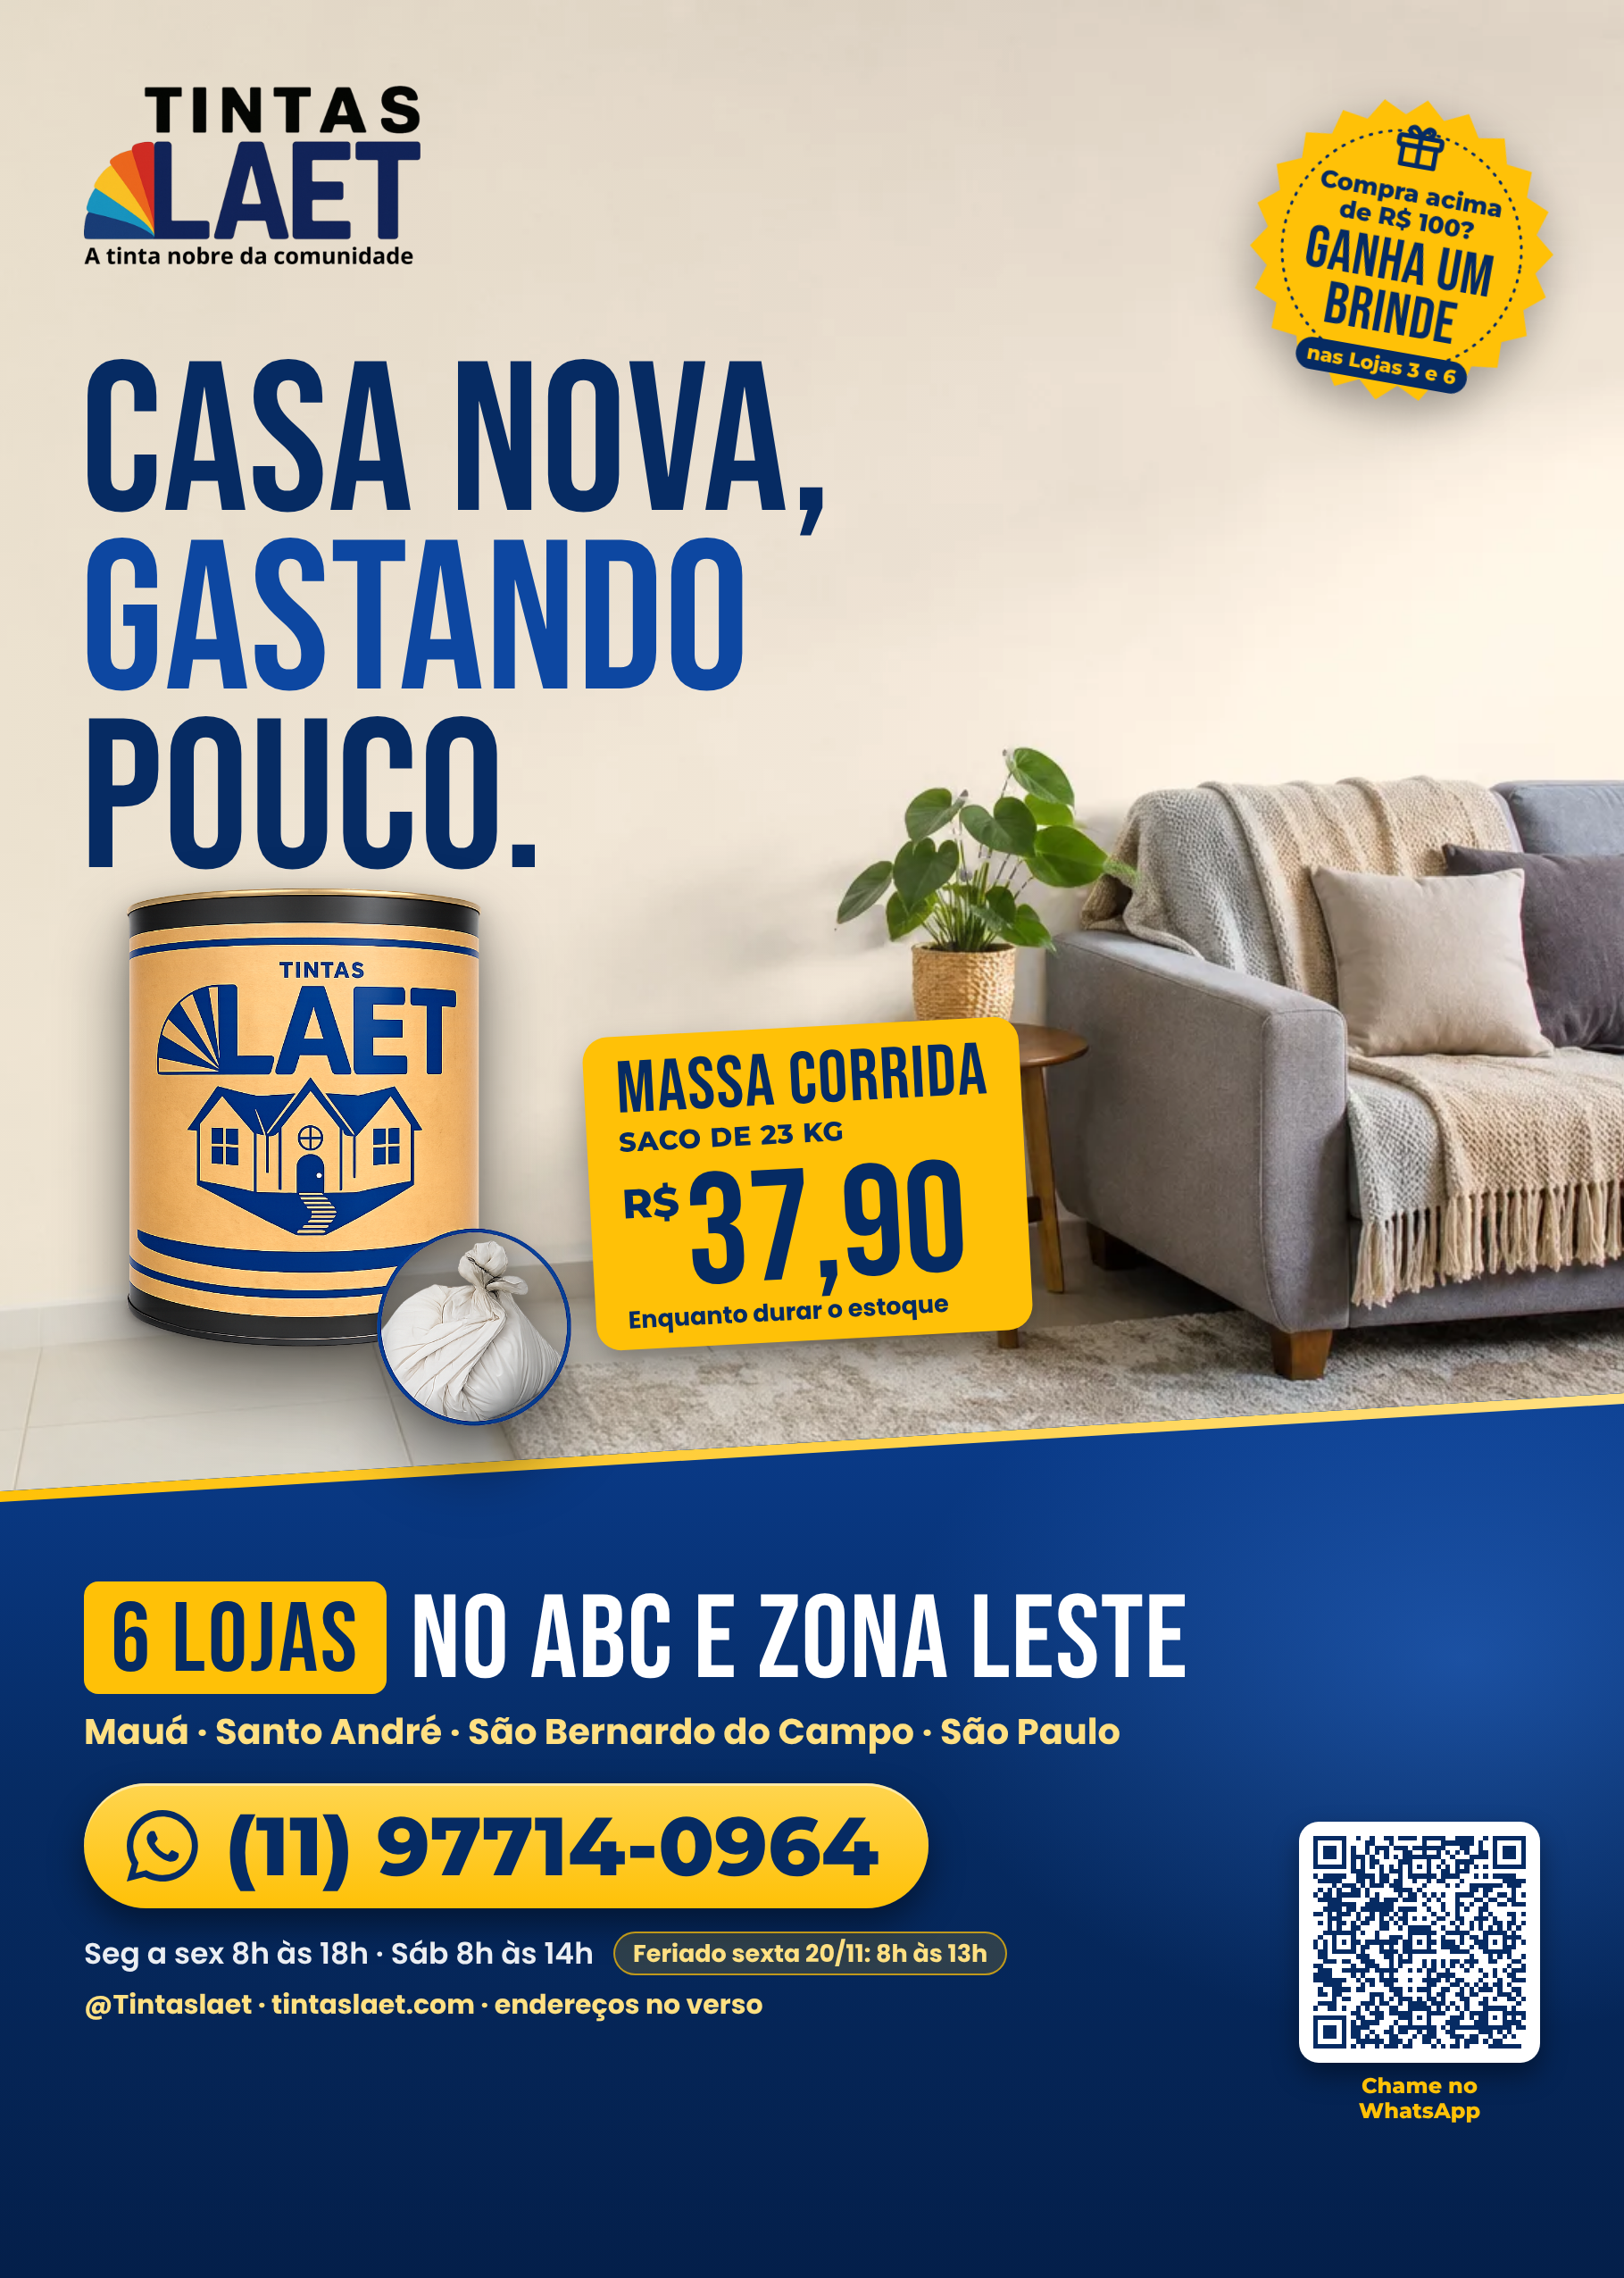 TINTAS
LAET
A tinta nobre da comunidade
Compra acima
de R$ 100?
GANHA UM
BRINDE
nas Lojas 3 e 6
CASA NOVA,
GASTANDO
POUCO.
TINTAS
LAET
MASSA CORRIDA
SACO DE 23 KG
R$ 37,90
Enquanto durar o estoque
6 LOJAS NO ABC E ZONA LESTE
Mauá · Santo André · São Bernardo do Campo · São Paulo
(11) 97714-0964
Seg a sex 8h às 18h · Sáb 8h às 14h Feriado sexta 20/11: 8h às 13h
@Tintaslaet · tintaslaet.com · endereços no verso
Chame no
WhatsApp